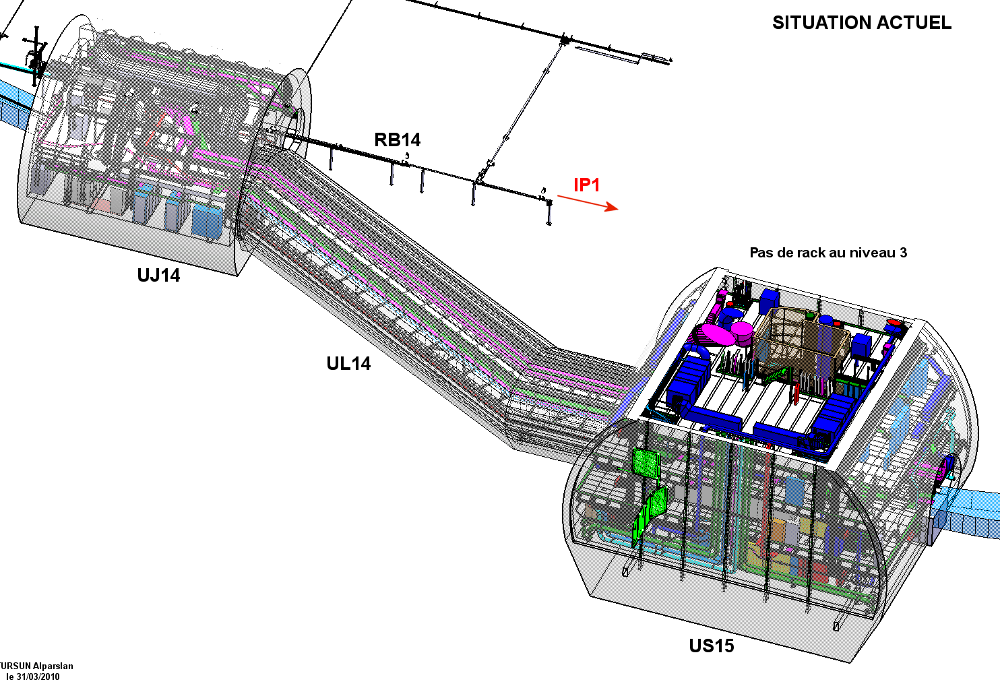 SITUATION ACTUEL
RB14
IP1
Pas de rack au niveau 3
UJ14
UL14
US15
URSUN Alparslan
le 31/03/2010